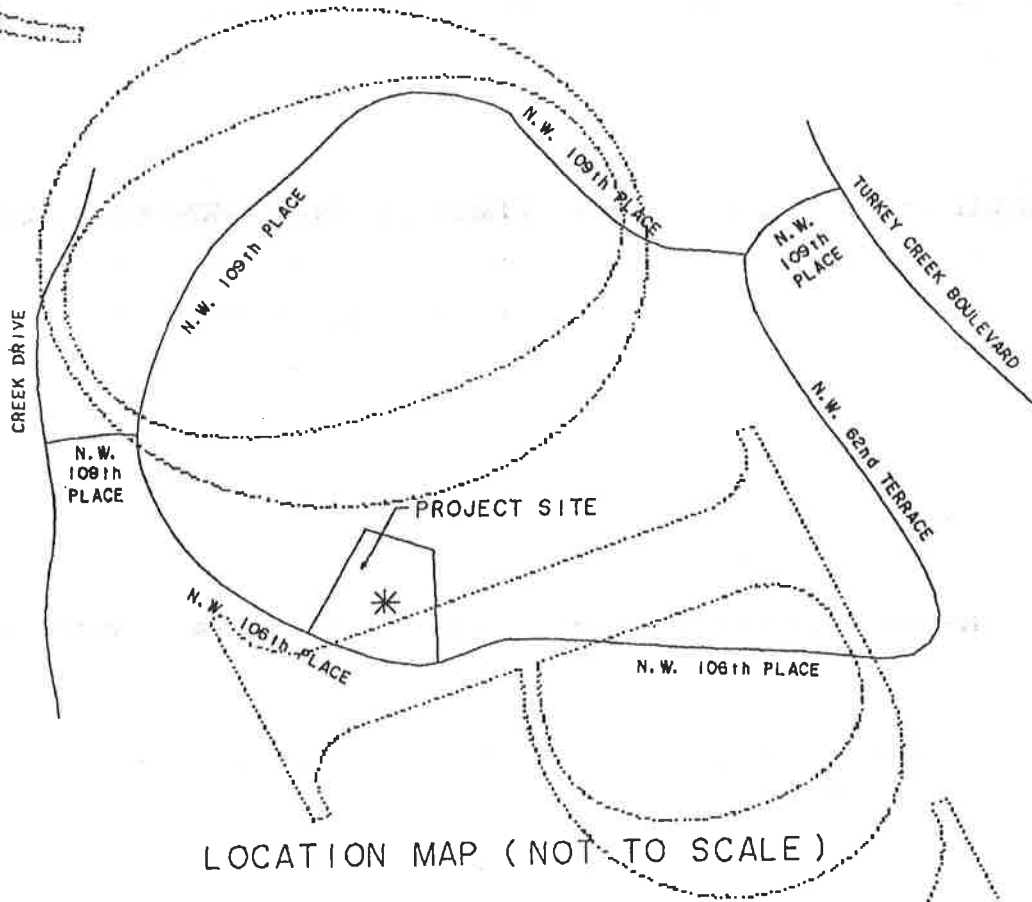 N.W. 109th PLACE
N.W. 109th PLACE
N.W.
109th
PLACE
TURKEY CREEK BOULEVARD
CREEK DRIVE
N.W.
109th
PLACE
N.W. 62nd TERRACE
PROJECT SITE
N.W. 106th PLACE
N.W. 106th PLACE
LOCATION MAP (NOT TO SCALE)